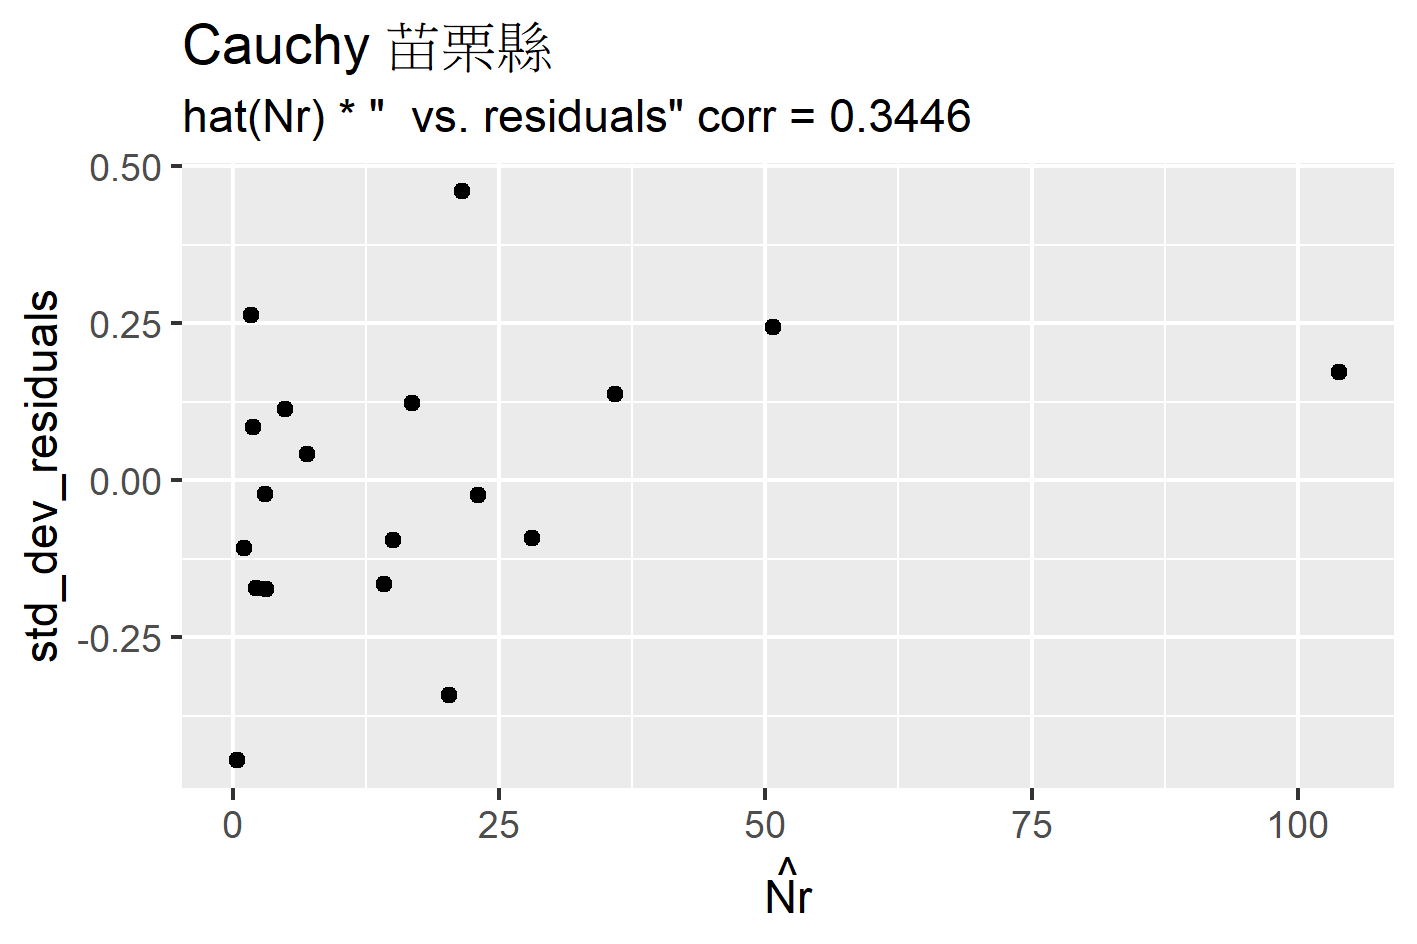 Cauchy 苗栗縣
hat(Nr) * "  vs. residuals" corr = 0.3446
0.50
0.25
0.00
-0.25
std_dev_residuals
0 25 50 75 100
N̂r